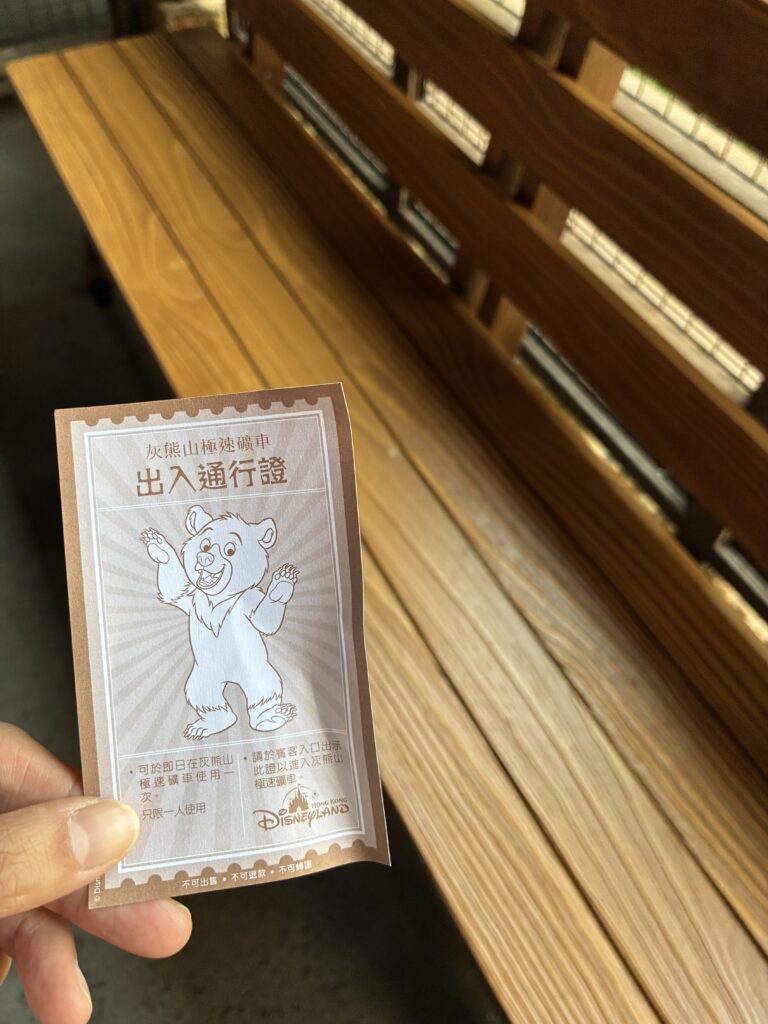 灰熊山極速礦車
出入通行證
• 可於即日在灰熊山
極速礦車使用一
次。
只限一人使用
• 請於賓客入口出示
此證以進入灰熊山
極速礦車。
HONG KONG
DISNEYLAND
不可出售 • 不可退款 • 不可轉讓
© Dis